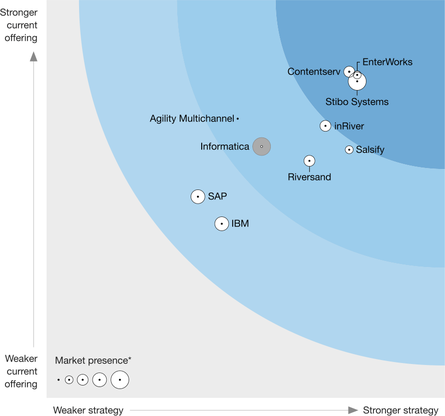 Stronger
current
offering
EnterWorks
Contentserv
Stibo Systems
Agility Multichannel
inRiver
Informatica
Salsify
Riversand
SAP
IBM
Weaker
current
offering
Market presence*
Weaker strategy
Stronger strategy